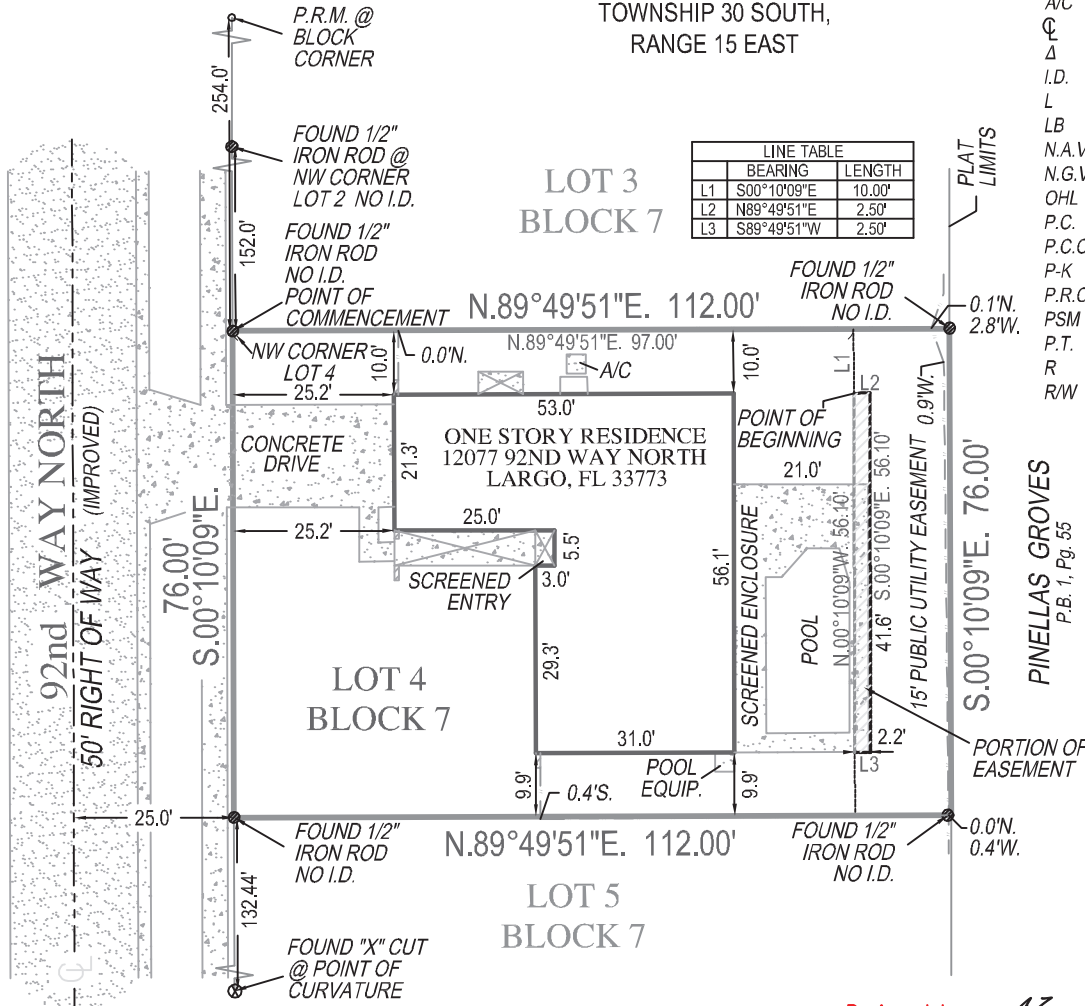 P.R.M. @
BLOCK
CORNER
TOWNSHIP 30 SOUTH,
RANGE 15 EAST
A/C
℄
Δ
I.D.
L
LB
N.A.V
N.G.V
OHL
P.C.
P.C.C
P-K
P.R.C
PSM
P.T.
R
R/W
254.0'
FOUND 1/2"
IRON ROD @
NW CORNER
LOT 2 NO I.D.
152.0'
FOUND 1/2"
IRON ROD
NO I.D.
POINT OF
COMMENCEMENT
LOT 3
BLOCK 7
LINE TABLE
BEARING LENGTH
L1 S00°10'09"E 10.00'
L2 N89°49'51"E 2.50'
L3 S89°49'51"W 2.50'
PLAT
LIMITS
FOUND 1/2"
IRON ROD
NO I.D.
N.89°49'51"E. 112.00'
0.1'N.
2.8'W.
NW CORNER
LOT 4
10.0'
0.0'N.
N.89°49'51"E. 97.00'
A/C
10.0'
L1
L2
0.9'W.
25.2'
53.0'
POINT OF
BEGINNING
CONCRETE
DRIVE
21.3'
ONE STORY RESIDENCE
12077 92ND WAY NORTH
LARGO, FL 33773
21.0'
25.2'
25.0'
5.5'
3.0'
SCREENED
ENTRY
56.1'
SCREENED ENCLOSURE
POOL
N.00°10'09"W. 56.10'
S.00°10'09"E. 56.10'
41.6'
15' PUBLIC UTILITY EASEMENT
S.00°10'09"E. 76.00'
PINELLAS GROVES
P.B. 1, Pg. 55
92nd WAY NORTH
50' RIGHT OF WAY (IMPROVED)
76.00'
S.00°10'09"E.
29.3'
LOT 4
BLOCK 7
31.0'
2.2'
L3
PORTION OF
EASEMENT
POOL
EQUIP.
9.9'
9.9'
0.4'S.
25.0'
FOUND 1/2"
IRON ROD
NO I.D.
N.89°49'51"E. 112.00'
FOUND 1/2"
IRON ROD
NO I.D.
0.0'N.
0.4'W.
132.44'
LOT 5
BLOCK 7
℄
FOUND "X" CUT
@ POINT OF
CURVATURE